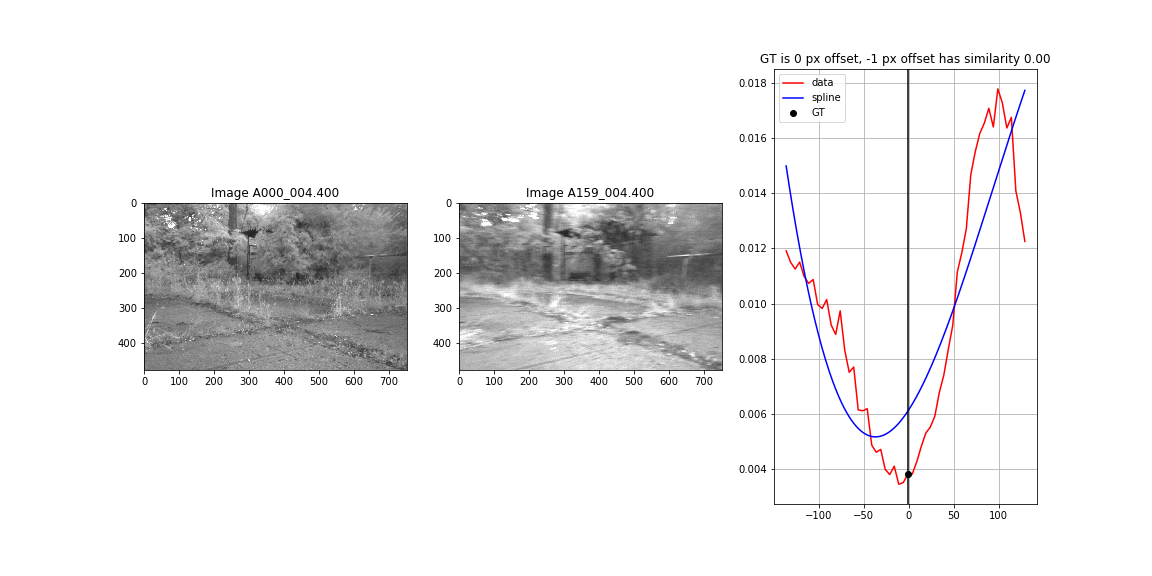 GT is 0 px offset, -1 px offset has similarity 0.00
Image A000_004.400
0
100
200
300
400
0 100 200 300 400 500 600 700
Image A159_004.400
0
100
200
300
400
0 100 200 300 400 500 600 700
data
spline
GT
0.018
0.016
0.014
0.012
0.010
0.008
0.006
0.004
−100 −50 0 50 100